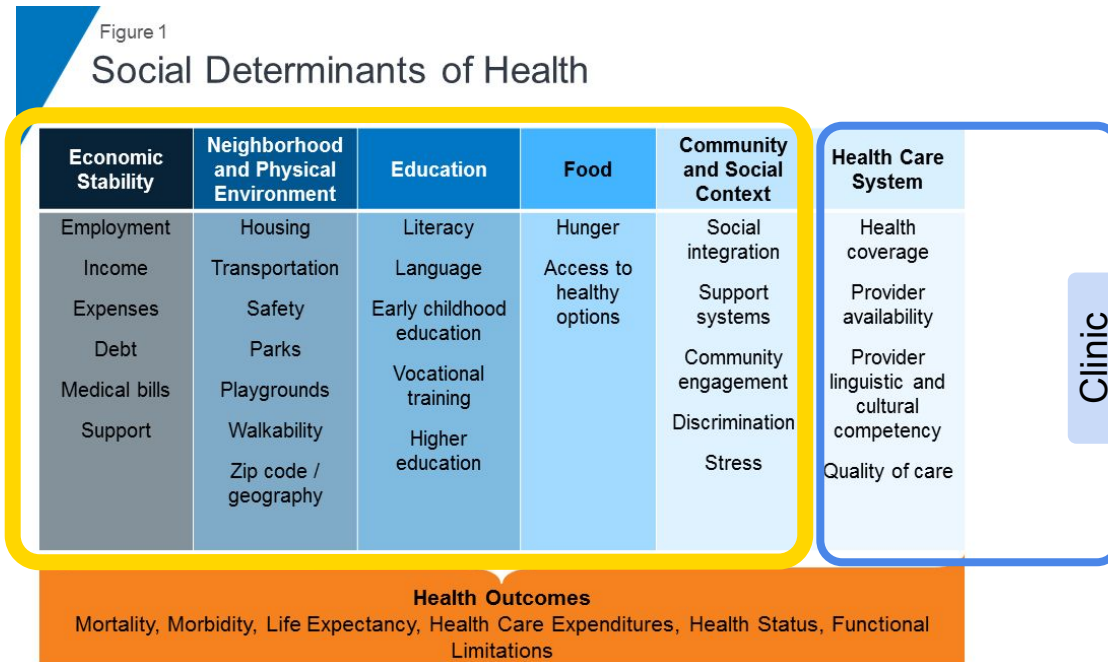 Figure 1
Social Determinants of Health
Economic
Stability
Employment
Income
Expenses
Debt
Medical bills
Support
Neighborhood
and Physical
Environment
Housing
Transportation
Safety
Parks
Playgrounds
Walkability
Zip code /
geography
Education
Literacy
Language
Early childhood
education
Vocational
training
Higher
education
Food
Hunger
Access to
healthy
options
Community
and Social
Context
Social
integration
Support
systems
Community
engagement
Discrimination
Stress
Health Care
System
Health
coverage
Provider
availability
Provider
linguistic and
cultural
competency
Quality of care
Clinic
Health Outcomes
Mortality, Morbidity, Life Expectancy, Health Care Expenditures, Health Status, Functional
Limitations